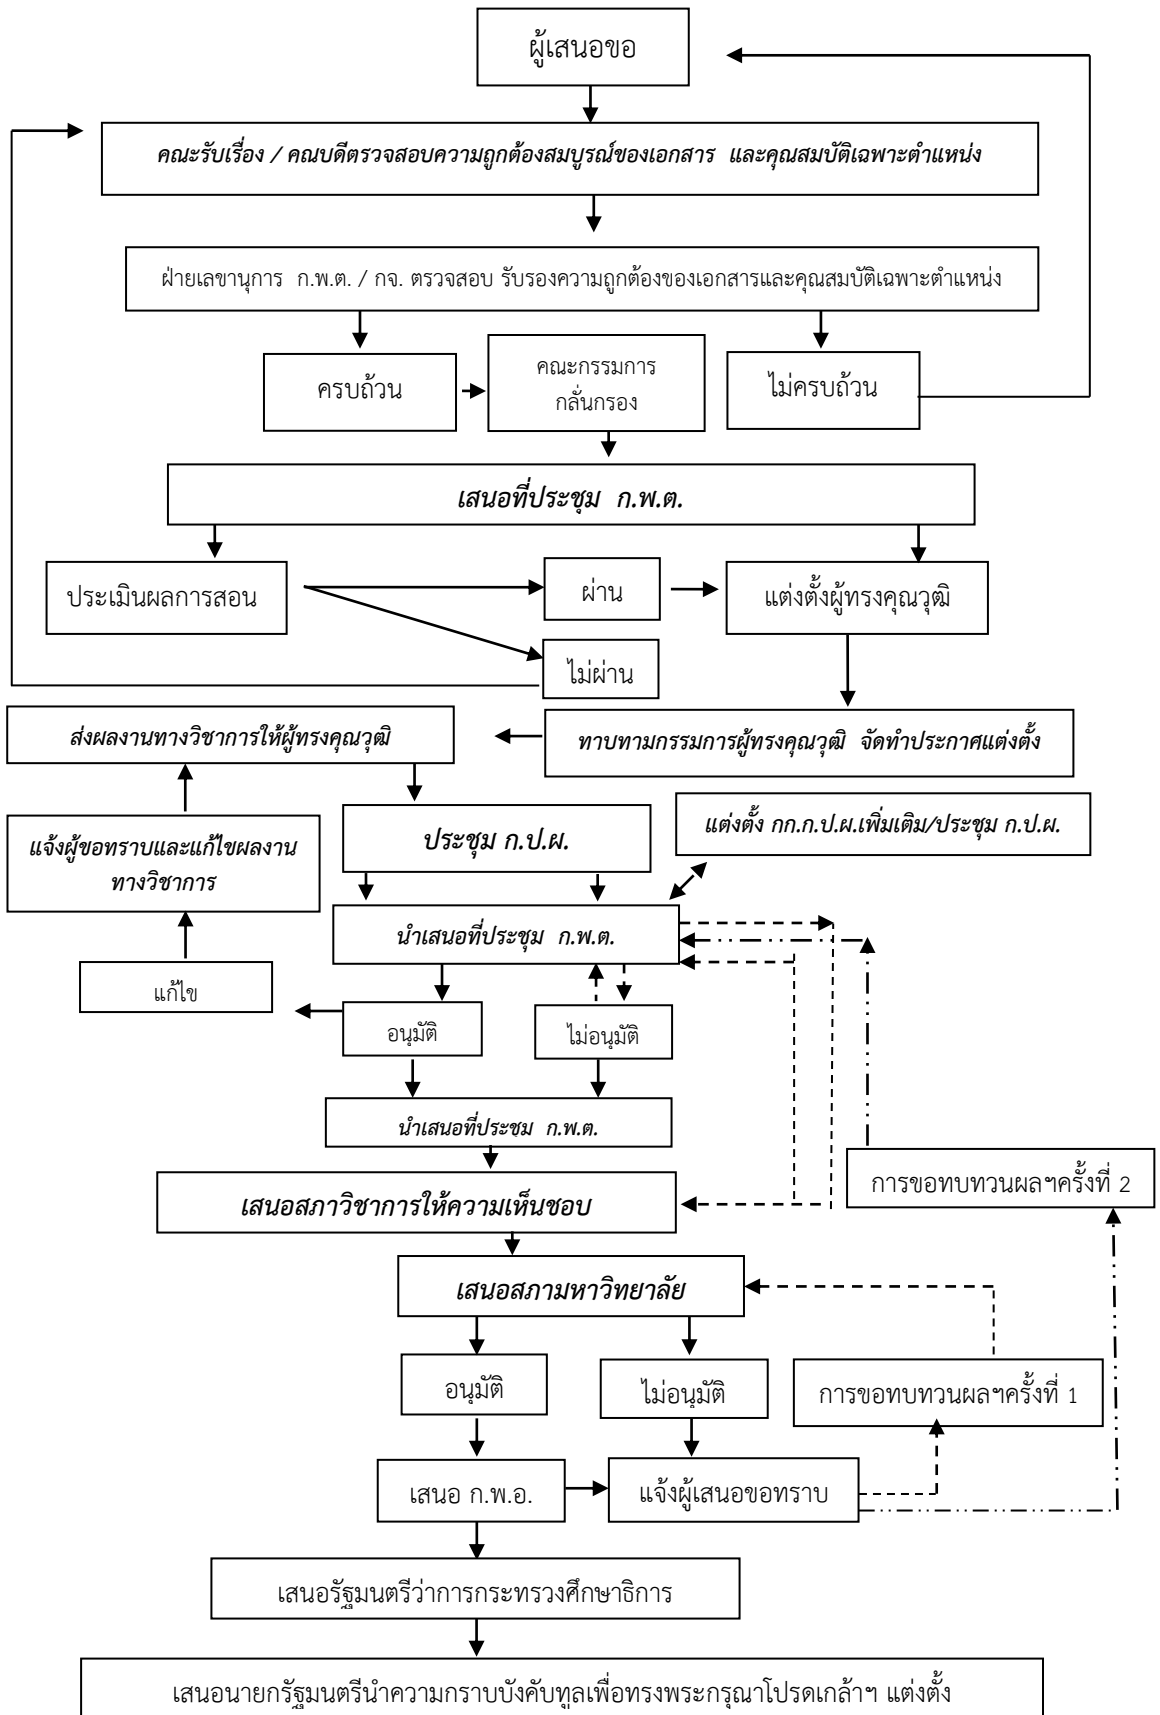 ผู้เสนอขอ
คณะรับเรื่อง / คณบดีตรวจสอบความถูกต้องสมบูรณ์ของเอกสาร และคุณสมบัติเฉพาะตำแหน่ง
ฝ่ายเลขานุการ ก.พ.ต. / กจ. ตรวจสอบ รับรองความถูกต้องของเอกสารและคุณสมบัติเฉพาะตำแหน่ง
ครบถ้วน
คณะกรรมการ
กลั่นกรอง
ไม่ครบถ้วน
เสนอที่ประชุม ก.พ.ต.
ประเมินผลการสอน
ผ่าน
แต่งตั้งผู้ทรงคุณวุฒิ
ไม่ผ่าน
ส่งผลงานทางวิชาการให้ผู้ทรงคุณวุฒิ
ทาบทามกรรมการผู้ทรงคุณวุฒิ จัดทำประกาศแต่งตั้ง
แจ้งผู้ขอทราบและแก้ไขผลงาน
ทางวิชาการ
ประชุม ก.ป.ผ.
แต่งตั้ง กก.ก.ป.ผ.เพิ่มเติม/ประชุม ก.ป.ผ.
นำเสนอที่ประชุม ก.พ.ต.
แก้ไข
อนุมัติ
ไม่อนุมัติ
นำเสนอที่ประชุม ก.พ.ต.
เสนอสภาวิชาการให้ความเห็นชอบ
การขอทบทวนผลฯครั้งที่ 2
เสนอสภามหาวิทยาลัย
อนุมัติ
ไม่อนุมัติ
การขอทบทวนผลฯครั้งที่ 1
เสนอ ก.พ.อ.
แจ้งผู้เสนอขอทราบ
เสนอรัฐมนตรีว่าการกระทรวงศึกษาธิการ
เสนอนายกรัฐมนตรีนำความกราบบังคับทูลเพื่อทรงพระกรุณาโปรดเกล้าฯ แต่งตั้ง